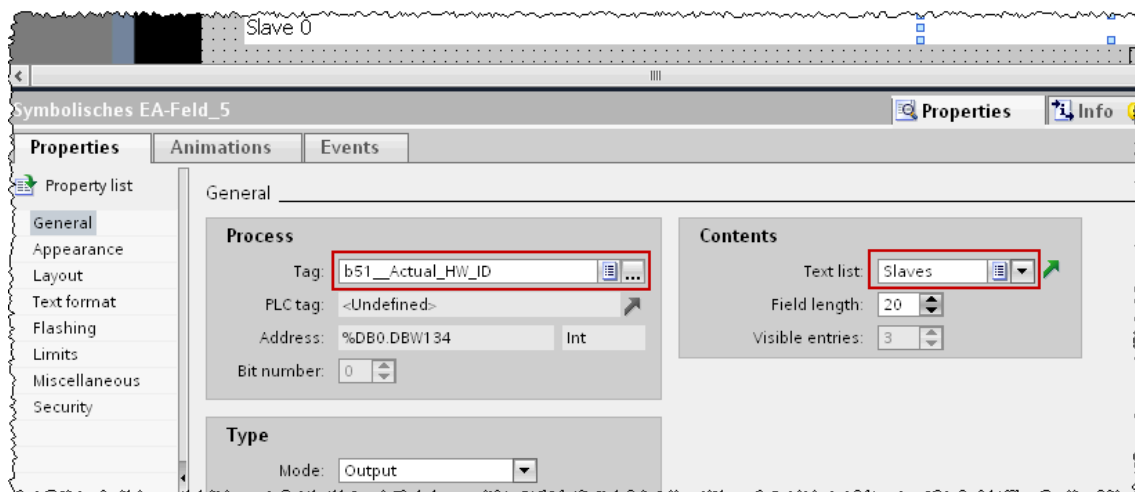 Slave 0
Symbolisches EA-Feld_5
Properties
Info
Properties
Animations
Events
Property list
General
Appearance
Layout
Text format
Flashing
Limits
Miscellaneous
Security
General
Process
Tag: b51__Actual_HW_ID ...
PLC tag: <Undefined>
Address: %DB0.DBW134 Int
Bit number: 0
Type
Mode: Output
Contents
Text list: Slaves
Field length: 20
Visible entries: 3